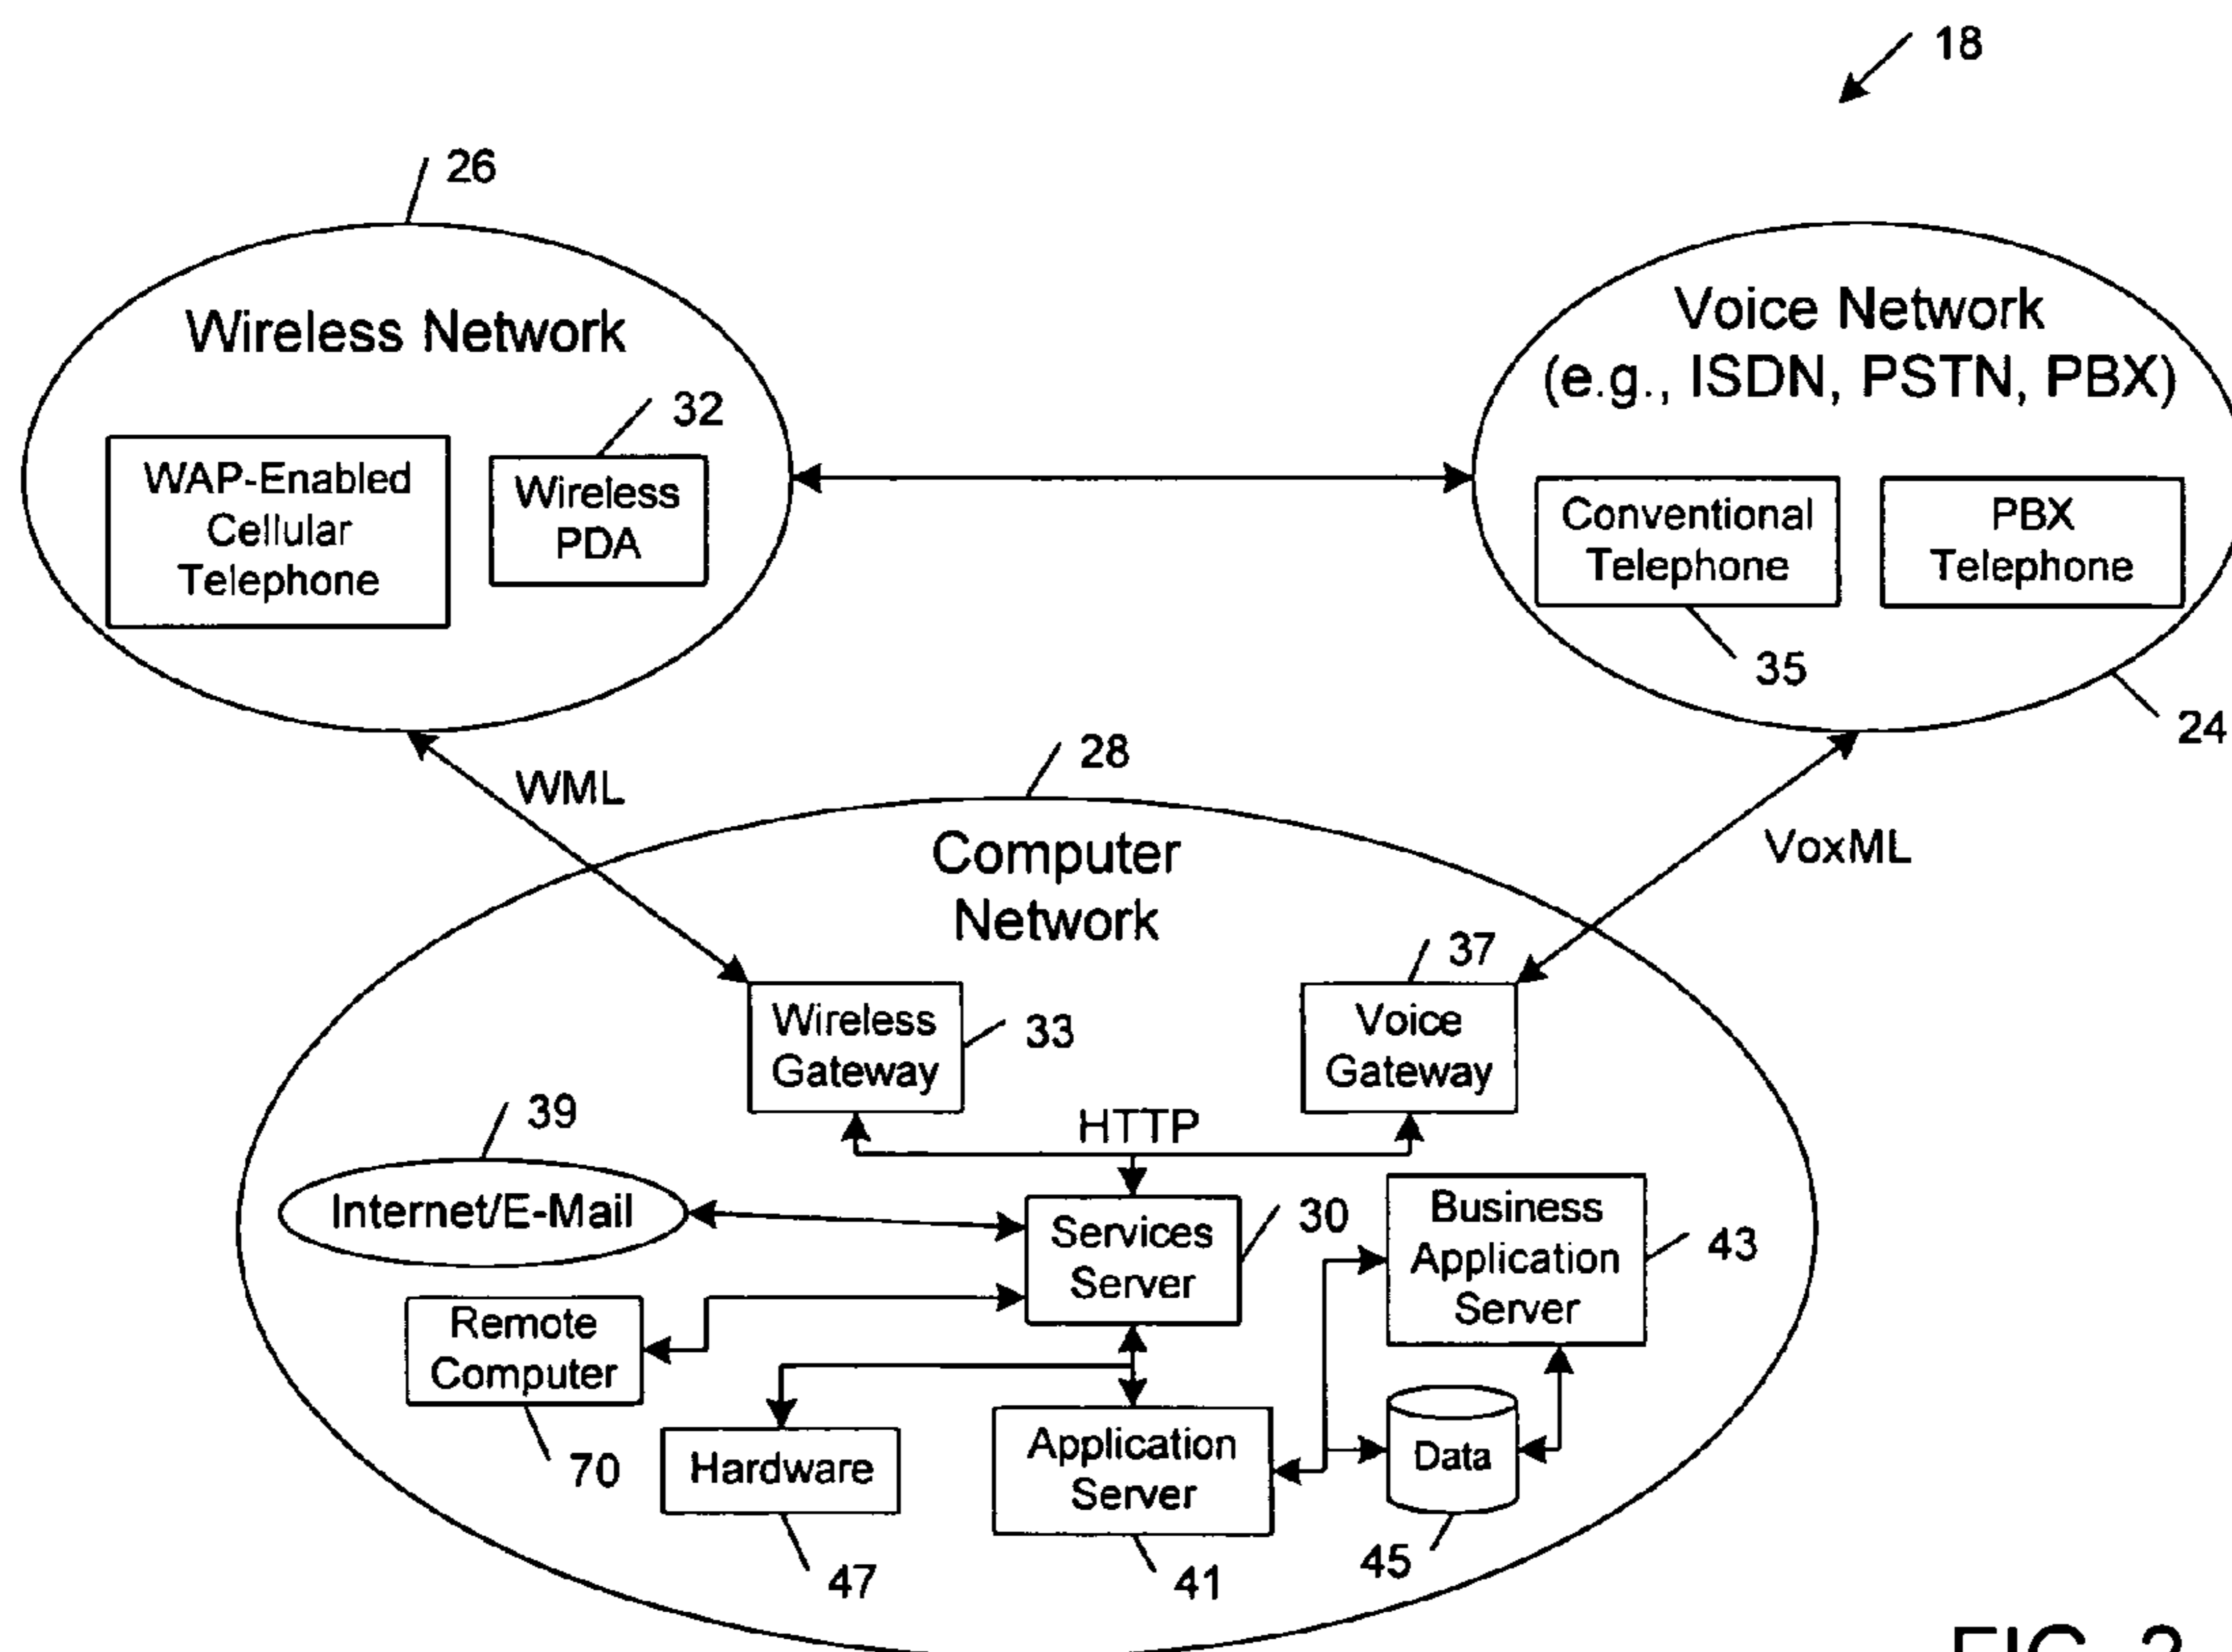 18
26
Wireless Network
32
WAP-Enabled
Cellular
Telephone
Wireless
PDA
Voice Network
(e.g., ISDN, PSTN, PBX)
Conventional
Telephone
PBX
Telephone
35
24
WML
28
VoxML
Computer
Network
37
Wireless
Gateway
33
Voice
Gateway
39
HTTP
Internet/E-Mail
Services
Server
30
Business
Application
Server
43
Remote
Computer
70
Hardware
47
Application
Server
41
Data
45